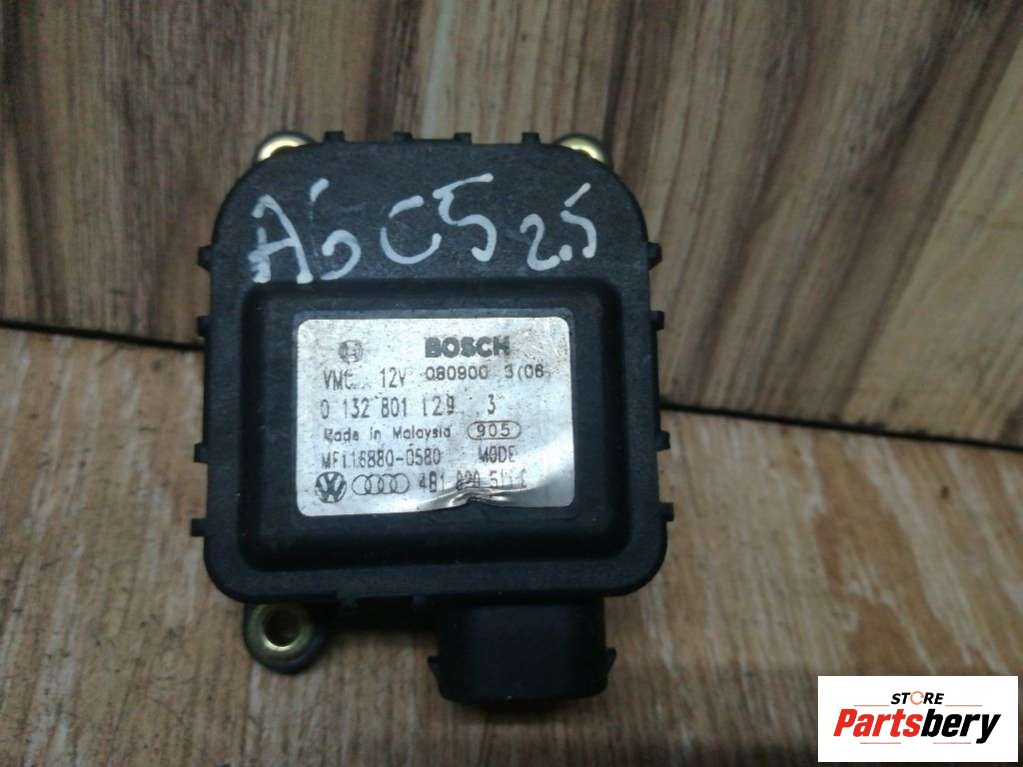 A6 C5 2.5
BOSCH
VMC 12V 080900 3(06)
0 132 801 129 3
Made in Malaysia 905
MF116880-0580 MODE
4B1 820
STORE
Partsbery